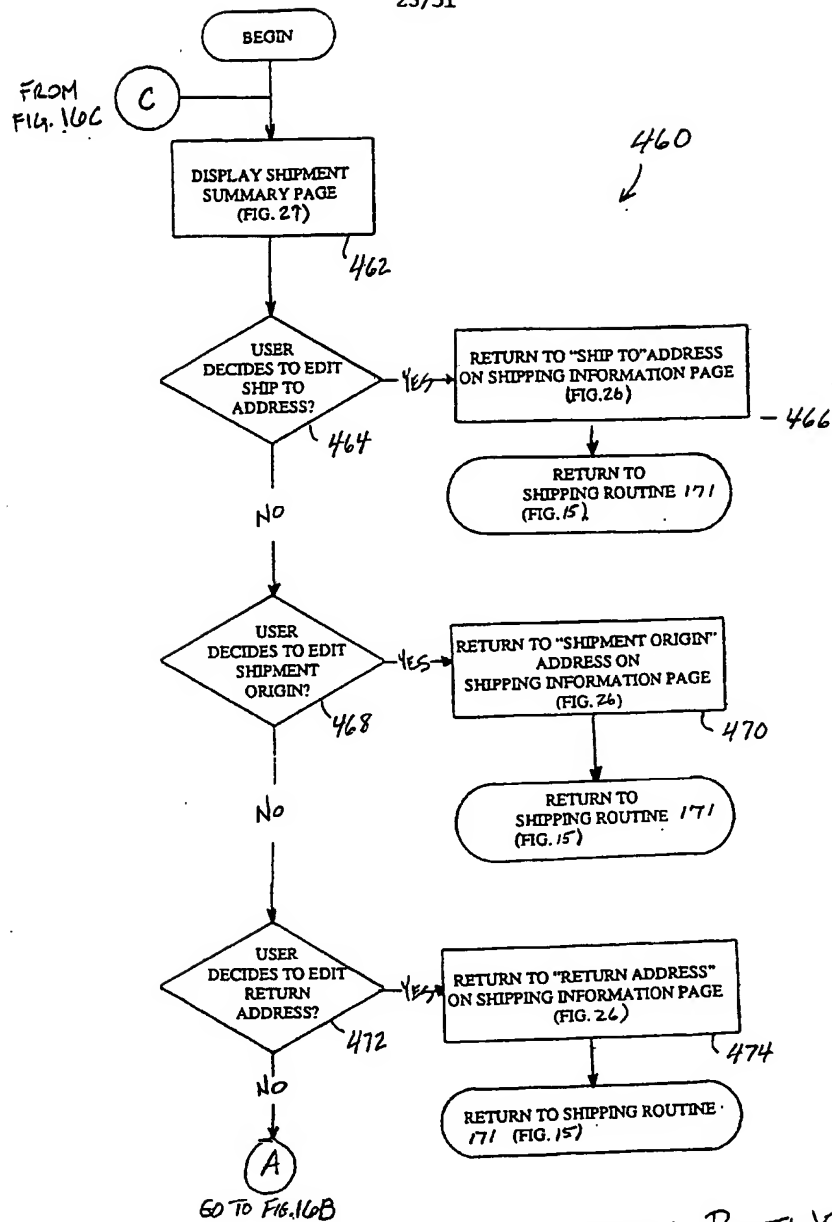 23/51
BEGIN
FROM
FIG. 16C
C
460
DISPLAY SHIPMENT
SUMMARY PAGE
(FIG. 27)
462
USER
DECIDES TO EDIT
SHIP TO
ADDRESS?
464
YES
RETURN TO "SHIP TO" ADDRESS
ON SHIPPING INFORMATION PAGE
(FIG. 26)
466
RETURN TO
SHIPPING ROUTINE 171
(FIG. 15)
NO
USER
DECIDES TO EDIT
SHIPMENT
ORIGIN?
468
YES
RETURN TO "SHIPMENT ORIGIN"
ADDRESS ON
SHIPPING INFORMATION PAGE
(FIG. 26)
470
RETURN TO
SHIPPING ROUTINE 171
(FIG. 15)
NO
USER
DECIDES TO EDIT
RETURN
ADDRESS?
472
YES
RETURN TO "RETURN ADDRESS"
ON SHIPPING INFORMATION PAGE
(FIG. 26)
474
RETURN TO SHIPPING ROUTINE
171 (FIG. 15)
NO
A
GO TO FIG. 16B